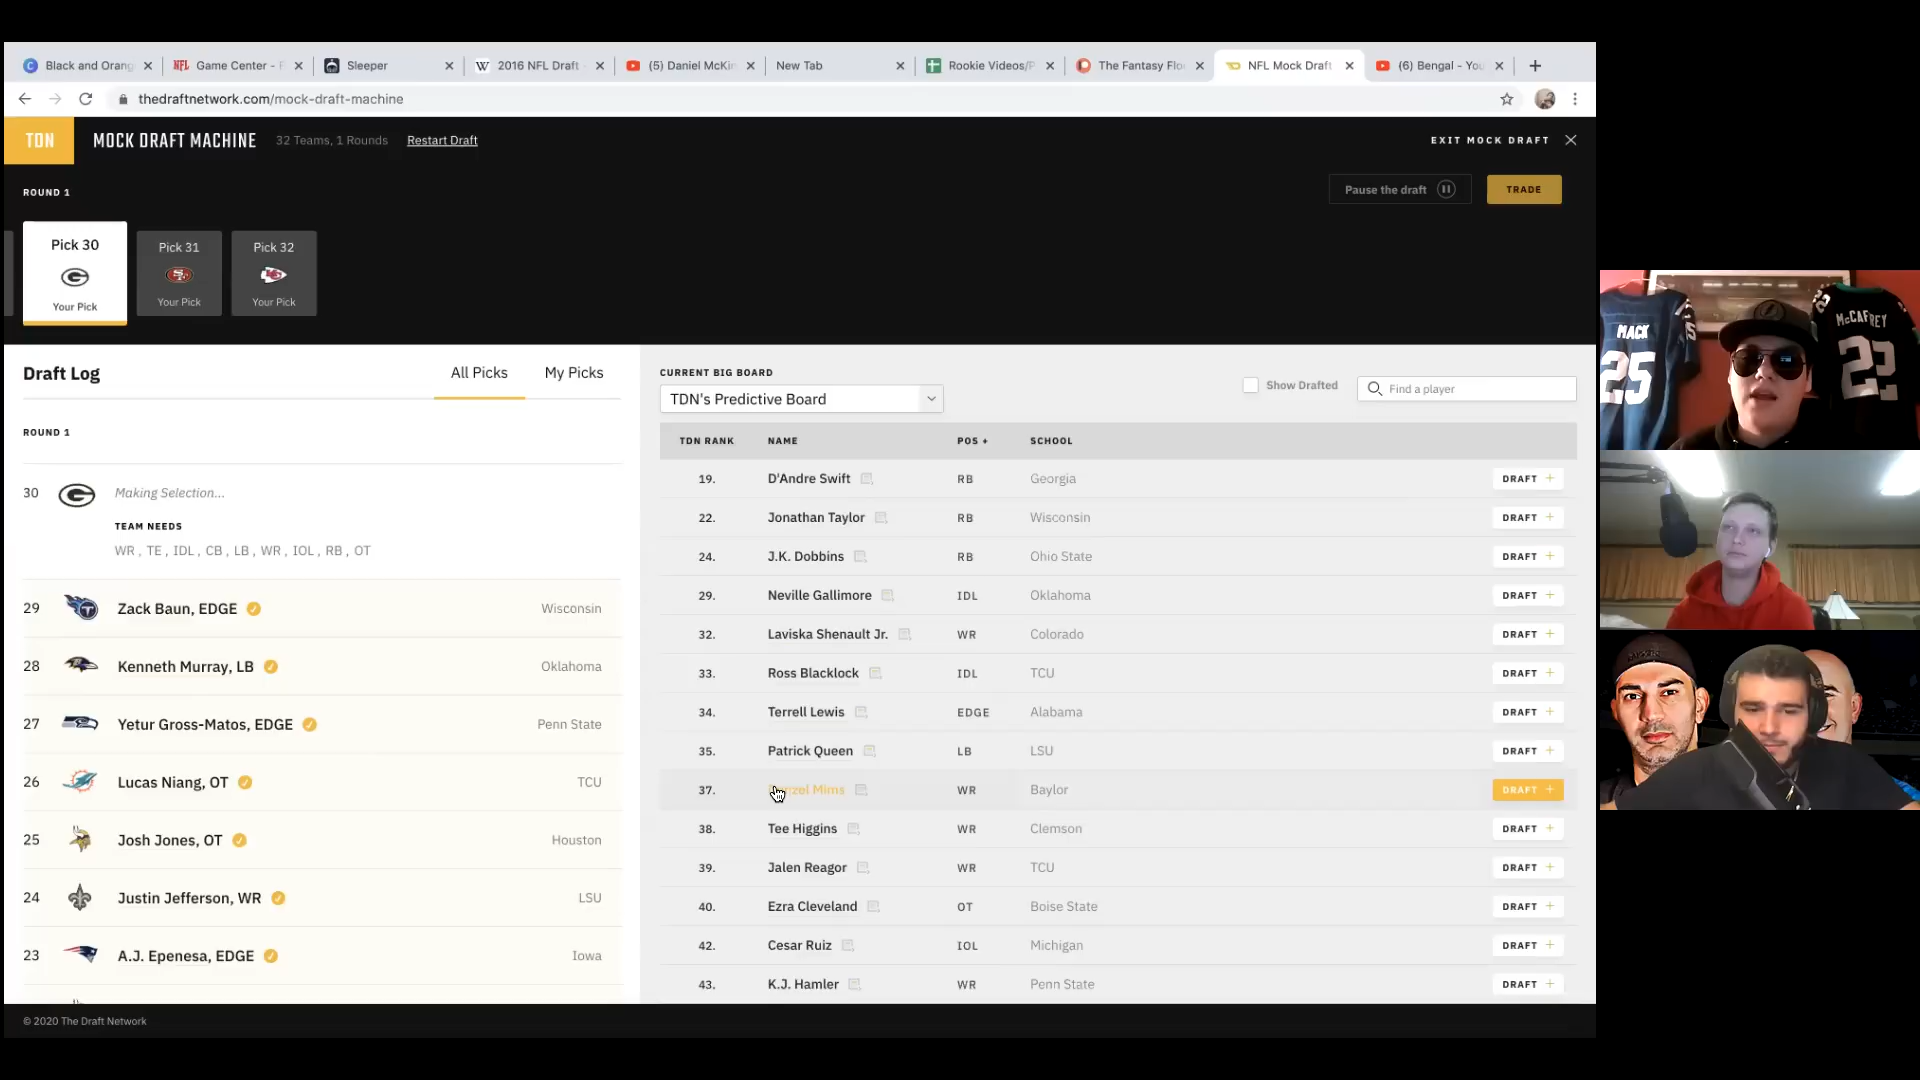 Black and Orang
Game Center - F
Sleeper
2016 NFL Draft
(5) Daniel McKin
New Tab
Rookie Videos/P
The Fantasy Flo
NFL Mock Draft
(6) Bengal - You
thedraftnetwork.com/mock-draft-machine
TDN
MOCK DRAFT MACHINE
32 Teams, 1 Rounds
Restart Draft
EXIT MOCK DRAFT
ROUND 1
Pause the draft
TRADE
Pick 30
Your Pick
Pick 31
Your Pick
Pick 32
Your Pick
Draft Log
All Picks
My Picks
ROUND 1
30
Making Selection...
TEAM NEEDS
WR , TE , IDL , CB , LB , WR , IOL , RB , OT
29 Zack Baun, EDGE Wisconsin
28 Kenneth Murray, LB Oklahoma
27 Yetur Gross-Matos, EDGE Penn State
26 Lucas Niang, OT TCU
25 Josh Jones, OT Houston
24 Justin Jefferson, WR LSU
23 A.J. Epenesa, EDGE Iowa
CURRENT BIG BOARD
TDN's Predictive Board
Show Drafted
Find a player
TDN RANK NAME POS SCHOOL
19. D'Andre Swift RB Georgia DRAFT +
22. Jonathan Taylor RB Wisconsin DRAFT +
24. J.K. Dobbins RB Ohio State DRAFT +
29. Neville Gallimore IDL Oklahoma DRAFT +
32. Laviska Shenault Jr. WR Colorado DRAFT +
33. Ross Blacklock IDL TCU DRAFT +
34. Terrell Lewis EDGE Alabama DRAFT +
35. Patrick Queen LB LSU DRAFT +
37. Mims WR Baylor DRAFT +
38. Tee Higgins WR Clemson DRAFT +
39. Jalen Reagor WR TCU DRAFT +
40. Ezra Cleveland OT Boise State DRAFT +
42. Cesar Ruiz IOL Michigan DRAFT +
43. K.J. Hamler WR Penn State DRAFT +
© 2020 The Draft Network
MACK
25
McCAFFREY
22